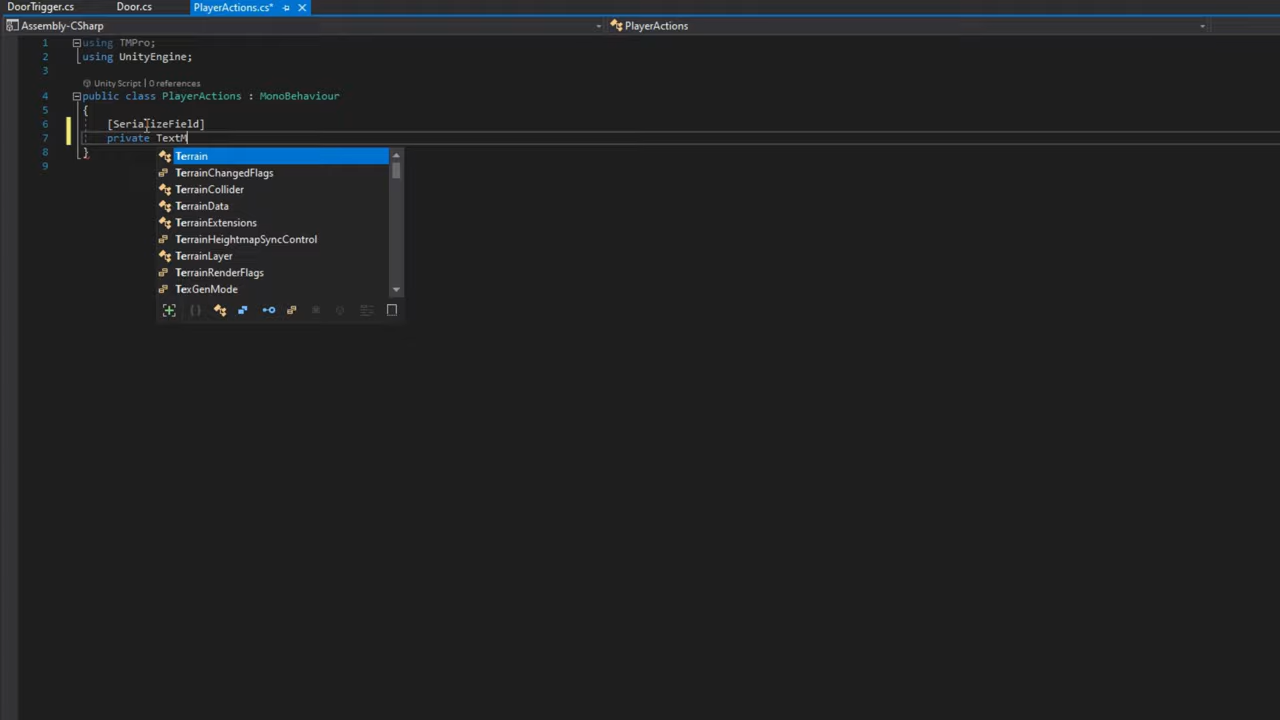 DoorTrigger.cs Door.cs PlayerActions.cs*
Assembly-CSharp PlayerActions
1 using TMPro;
2 using UnityEngine;
3
Unity Script | 0 references
4 public class PlayerActions : MonoBehaviour
5 {
6 [SerializeField]
7 private TextM
8 }
9
Terrain
TerrainChangedFlags
TerrainCollider
TerrainData
TerrainExtensions
TerrainHeightmapSyncControl
TerrainLayer
TerrainRenderFlags
TexGenMode